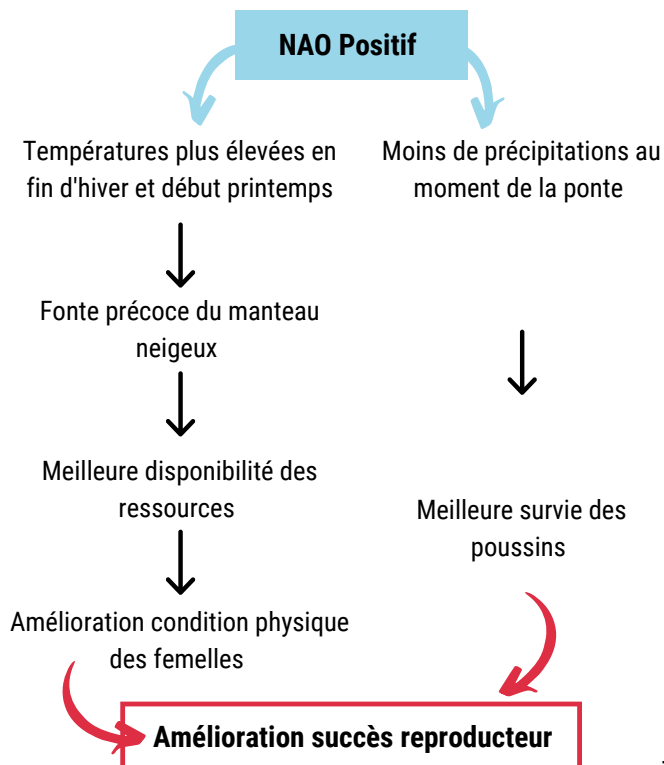 NAO Positif
Températures plus élevées en
fin d'hiver et début printemps
Fonte précoce du manteau
neigeux
Meilleure disponibilité des
ressources
Amélioration condition physique
des femelles
Moins de précipitations au
moment de la ponte
Meilleure survie des
poussins
Amélioration succès reproducteur